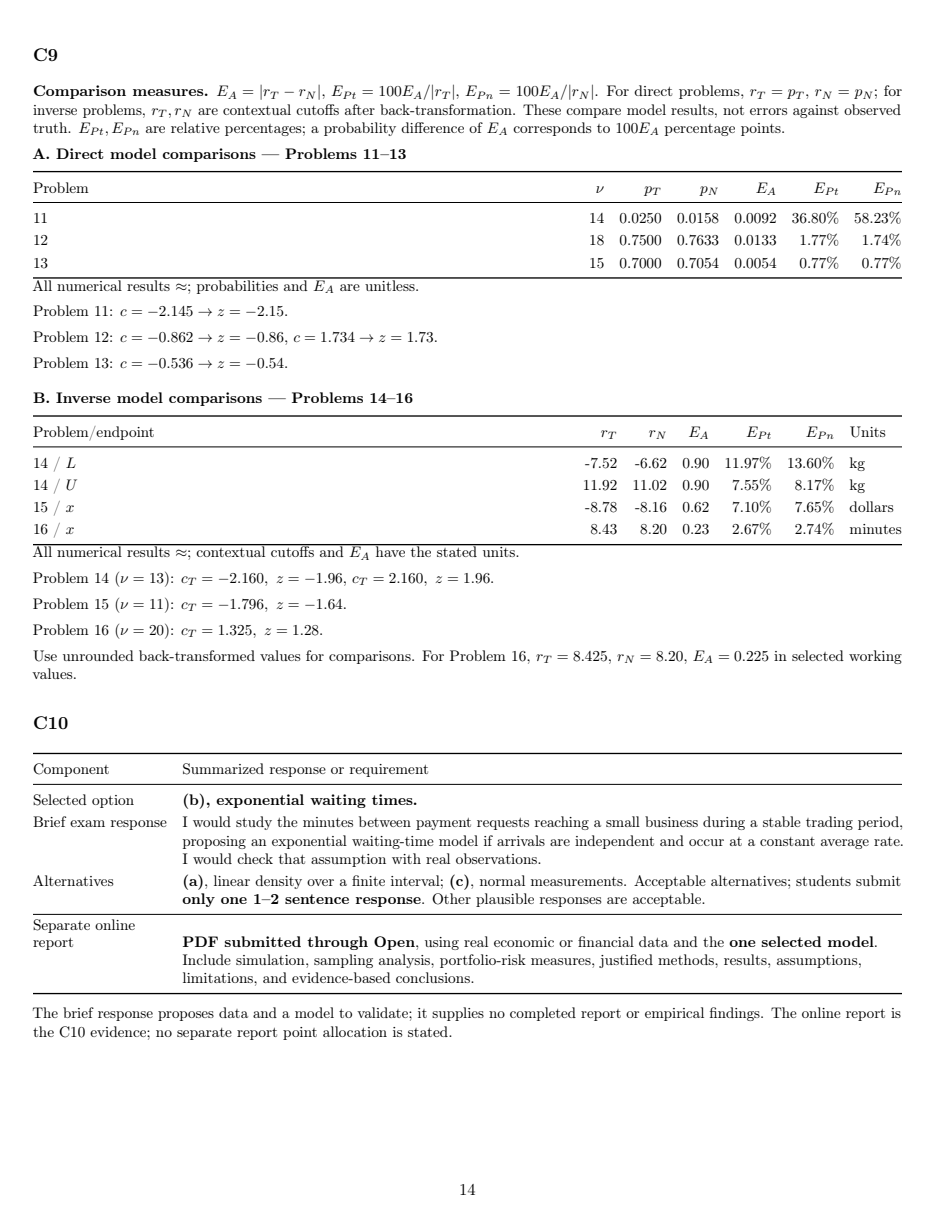 C9
Comparison measures. E_A = |r_T − r_N|, E_Pt = 100E_A/|r_T|, E_Pn = 100E_A/|r_N|. For direct problems, r_T = p_T, r_N = p_N; for
inverse problems, r_T, r_N are contextual cutoffs after back-transformation. These compare model results, not errors against observed
truth. E_Pt, E_Pn are relative percentages; a probability difference of E_A corresponds to 100E_A percentage points.
A. Direct model comparisons — Problems 11–13
Problem ν p_T p_N E_A E_Pt E_Pn
11 14 0.0250 0.0158 0.0092 36.80% 58.23%
12 18 0.7500 0.7633 0.0133 1.77% 1.74%
13 15 0.7000 0.7054 0.0054 0.77% 0.77%
All numerical results ≈; probabilities and E_A are unitless.
Problem 11: c = −2.145 → z = −2.15.
Problem 12: c = −0.862 → z = −0.86, c = 1.734 → z = 1.73.
Problem 13: c = −0.536 → z = −0.54.
B. Inverse model comparisons — Problems 14–16
Problem/endpoint r_T r_N E_A E_Pt E_Pn Units
14 / L -7.52 -6.62 0.90 11.97% 13.60% kg
14 / U 11.92 11.02 0.90 7.55% 8.17% kg
15 / x -8.78 -8.16 0.62 7.10% 7.65% dollars
16 / x 8.43 8.20 0.23 2.67% 2.74% minutes
All numerical results ≈; contextual cutoffs and E_A have the stated units.
Problem 14 (ν = 13): c_T = −2.160, z = −1.96, c_T = 2.160, z = 1.96.
Problem 15 (ν = 11): c_T = −1.796, z = −1.64.
Problem 16 (ν = 20): c_T = 1.325, z = 1.28.
Use unrounded back-transformed values for comparisons. For Problem 16, r_T = 8.425, r_N = 8.20, E_A = 0.225 in selected working
values.
C10
Component Summarized response or requirement
Selected option (b), exponential waiting times.
Brief exam response I would study the minutes between payment requests reaching a small business during a stable trading period,
proposing an exponential waiting-time model if arrivals are independent and occur at a constant average rate.
I would check that assumption with real observations.
Alternatives (a), linear density over a finite interval; (c), normal measurements. Acceptable alternatives; students submit
only one 1–2 sentence response. Other plausible responses are acceptable.
Separate online
report PDF submitted through Open, using real economic or financial data and the one selected model.
Include simulation, sampling analysis, portfolio-risk measures, justified methods, results, assumptions,
limitations, and evidence-based conclusions.
The brief response proposes data and a model to validate; it supplies no completed report or empirical findings. The online report is
the C10 evidence; no separate report point allocation is stated.
14